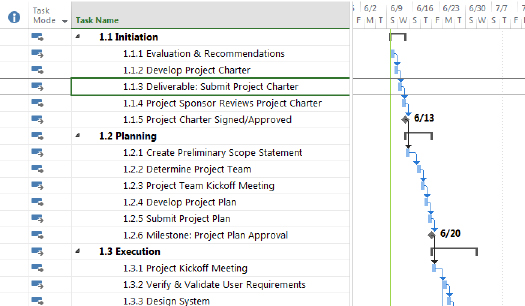 Task Mode Task Name 6/2 6/9 6/16 6/23 6/30 7/7
F M T W T F S S M T W T F S
1.1 Initiation
1.1.1 Evaluation & Recommendations
1.1.2 Develop Project Charter
1.1.3 Deliverable: Submit Project Charter
1.1.4 Project Sponsor Reviews Project Charter
1.1.5 Project Charter Signed/Approved 6/13
1.2 Planning
1.2.1 Create Preliminary Scope Statement
1.2.2 Determine Project Team
1.2.3 Project Team Kickoff Meeting
1.2.4 Develop Project Plan
1.2.5 Submit Project Plan
1.2.6 Milestone: Project Plan Approval 6/20
1.3 Execution
1.3.1 Project Kickoff Meeting
1.3.2 Verify & Validate User Requirements
1.3.3 Design System